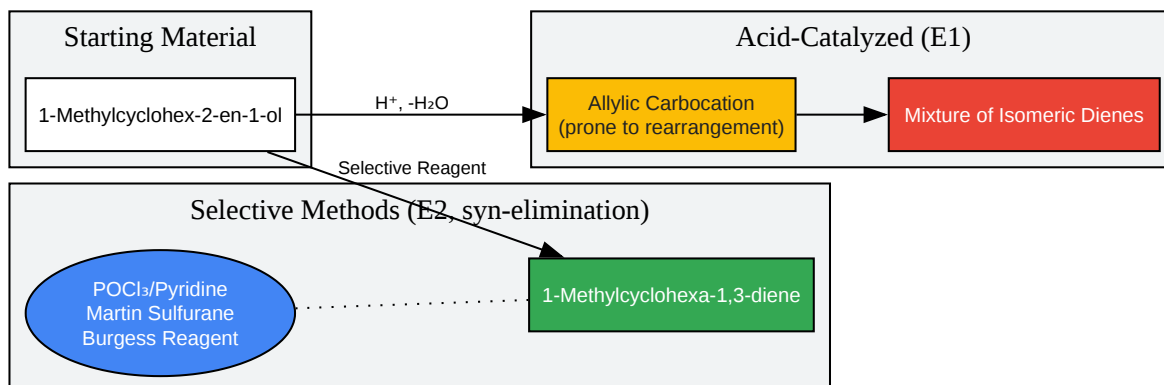 Starting Material
1-Methylcyclohex-2-en-1-ol
H⁺, -H₂O
Acid-Catalyzed (E1)
Allylic Carbocation
(prone to rearrangement)
Mixture of Isomeric Dienes
Selective Reagent
Selective Methods (E2, syn-elimination)
POCl₃/Pyridine
Martin Sulfurane
Burgess Reagent
1-Methylcyclohexa-1,3-diene